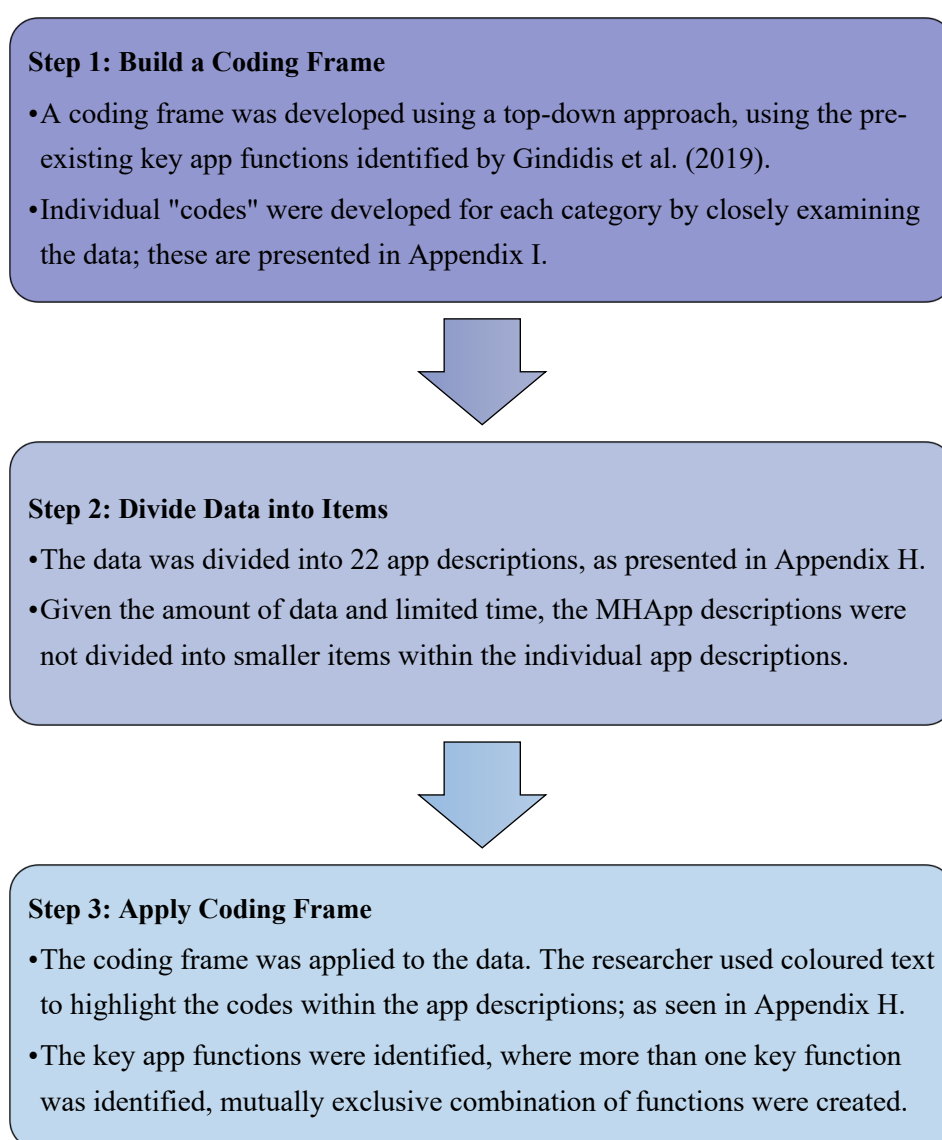 Step 1: Build a Coding Frame
•A coding frame was developed using a top-down approach, using the pre-
existing key app functions identified by Gindidis et al. (2019).
•Individual "codes" were developed for each category by closely examining
the data; these are presented in Appendix I.
Step 2: Divide Data into Items
•The data was divided into 22 app descriptions, as presented in Appendix H.
•Given the amount of data and limited time, the MHApp descriptions were
not divided into smaller items within the individual app descriptions.
Step 3: Apply Coding Frame
•The coding frame was applied to the data. The researcher used coloured text
to highlight the codes within the app descriptions; as seen in Appendix H.
•The key app functions were identified, where more than one key function
was identified, mutually exclusive combination of functions were created.